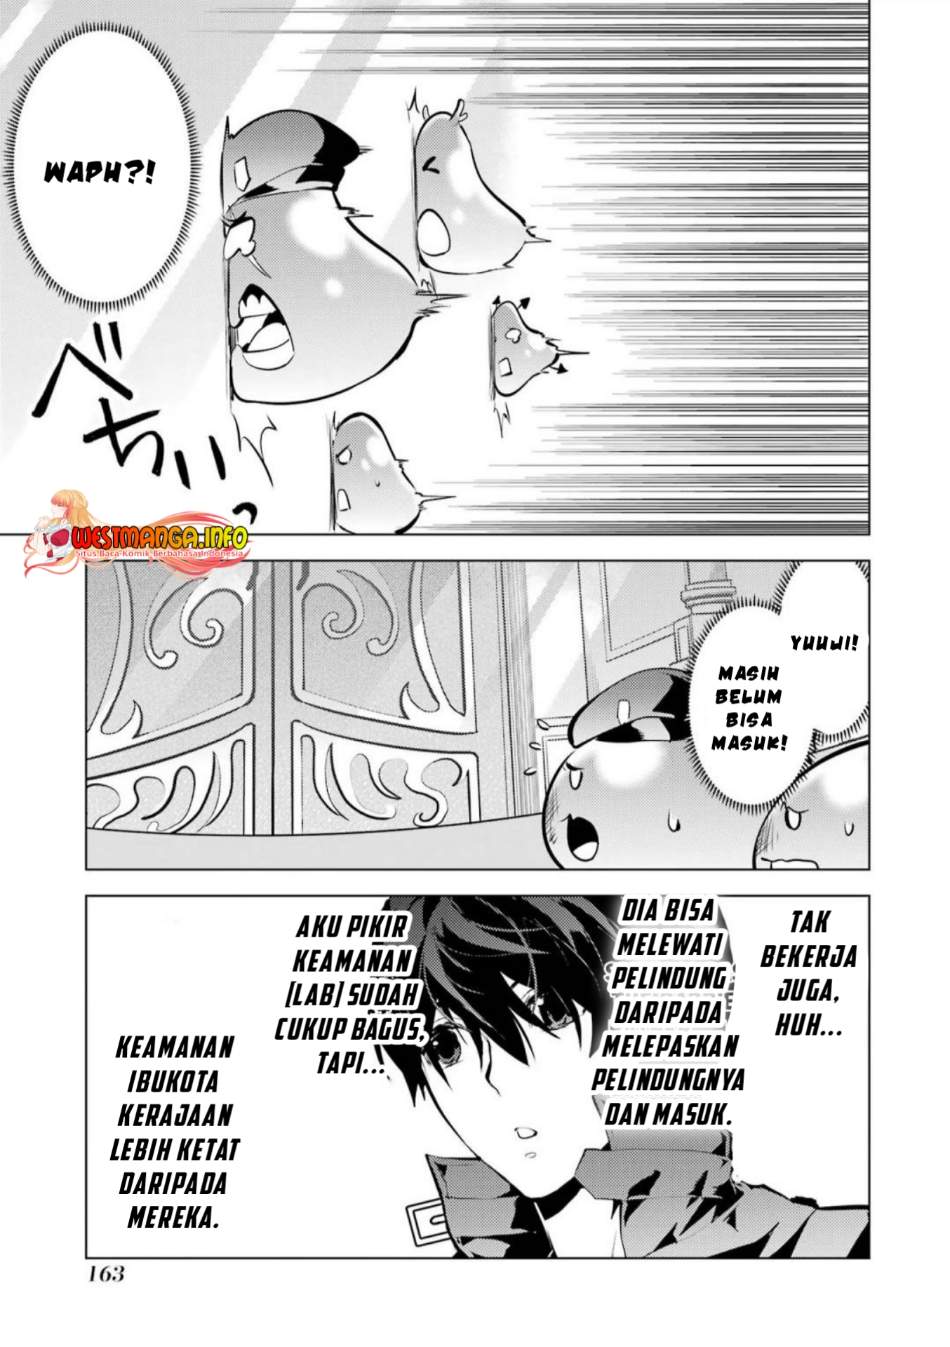 WAPH?!
べちいっ
WESTMANGA.INFO
Situs Baca Komik Berbahasa Indonesia
YUUJI!
MASIH
BELUM
BISA
MASUK!
TAK
BEKERJA
JUGA,
HUH...
DIA BISA
MELEWATI
PELINDUNG
DARIPADA
MELEPASKAN
PELINDUNGNYA
DAN MASUK.
AKU PIKIR
KEAMANAN
[LAB] SUDAH
CUKUP BAGUS,
TAPI...
KEAMANAN
IBUKOTA
KERAJAAN
LEBIH KETAT
DARIPADA
MEREKA.
163